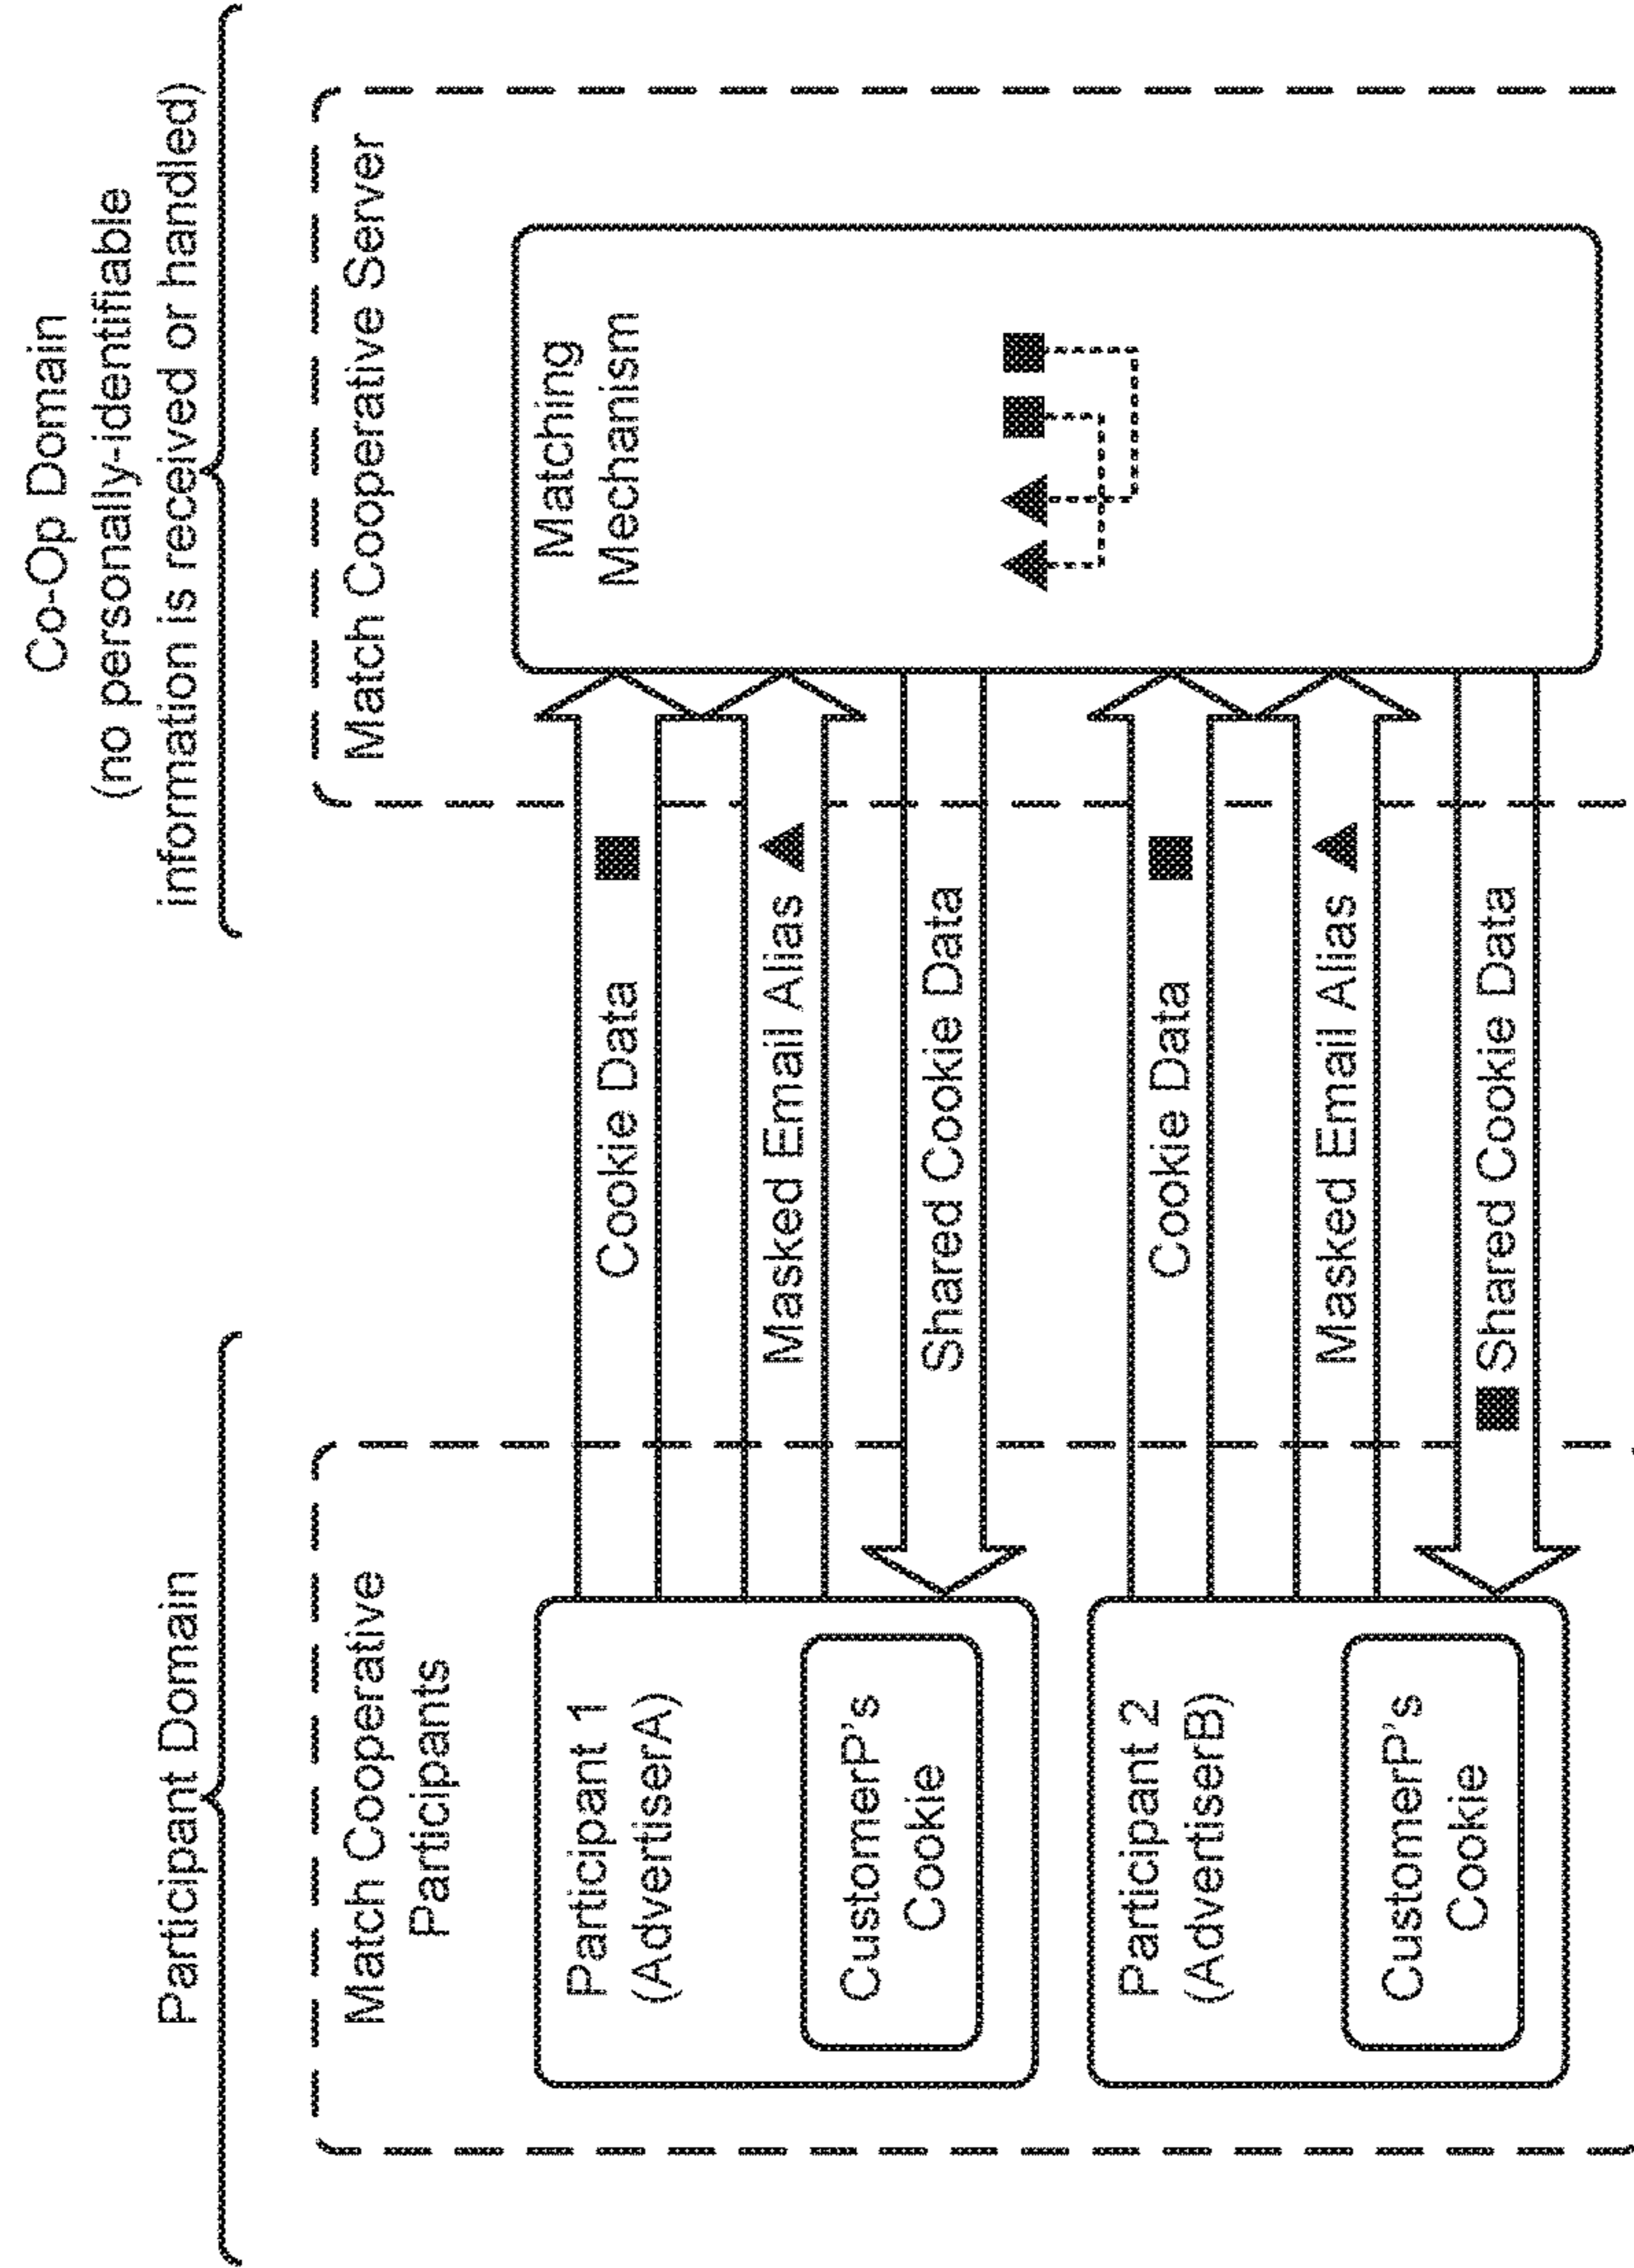 Participant Domain
Co-Op Domain
(no personally-identifiable
information is received or handled)
Match Cooperative
Participants
Match Cooperative Server
Participant 1
(AdvertiserA)
CustomerP's
Cookie
Cookie Data
Masked Email Alias
Shared Cookie Data
Matching
Mechanism
Participant 2
(AdvertiserB)
CustomerP's
Cookie
Cookie Data
Masked Email Alias
Shared Cookie Data